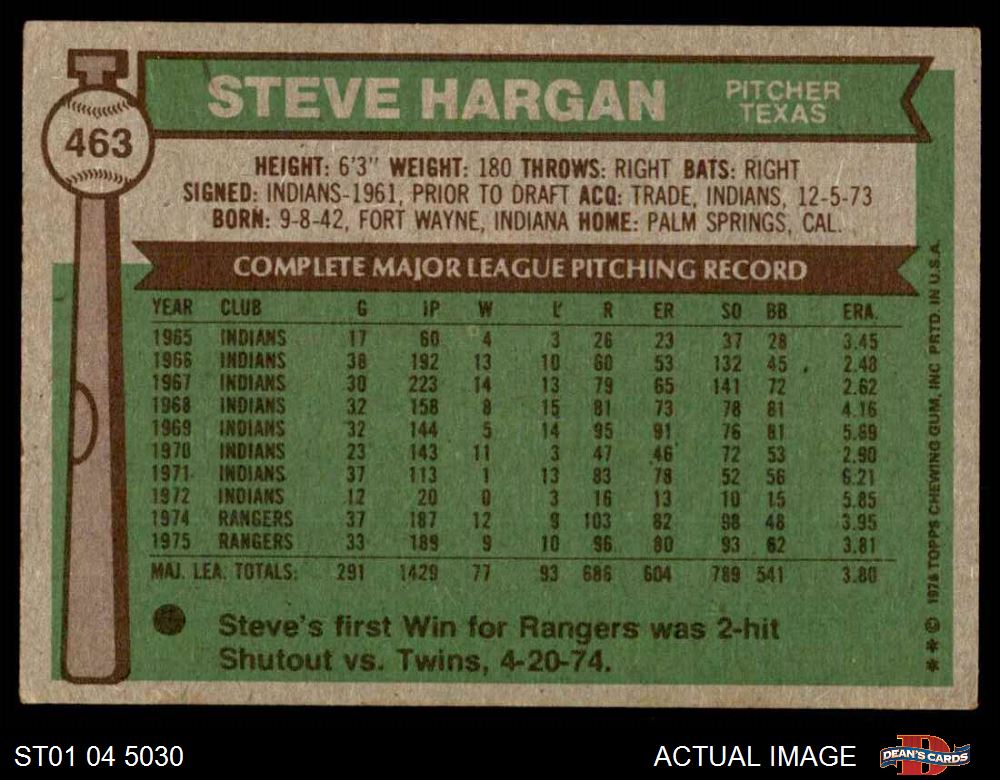 STEVE HARGAN
PITCHER
TEXAS
463
HEIGHT: 6'3" WEIGHT: 180 THROWS: RIGHT BATS: RIGHT
SIGNED: INDIANS-1961, PRIOR TO DRAFT ACQ: TRADE, INDIANS, 12-5-73
BORN: 9-8-42, FORT WAYNE, INDIANA HOME: PALM SPRINGS, CAL.
COMPLETE MAJOR LEAGUE PITCHING RECORD
YEAR CLUB G IP W L R ER SO BB ERA.
1965 INDIANS 17 60 4 3 26 23 37 28 3.45
1966 INDIANS 38 192 13 10 60 53 132 45 2.48
1967 INDIANS 30 223 14 13 79 65 141 72 2.62
1968 INDIANS 32 158 8 15 81 73 78 81 4.16
1969 INDIANS 32 144 5 14 95 91 76 81 5.69
1970 INDIANS 23 143 11 3 47 46 72 53 2.90
1971 INDIANS 37 113 1 13 83 78 52 56 6.21
1972 INDIANS 12 20 0 3 16 13 10 15 5.85
1974 RANGERS 37 187 12 9 103 82 98 48 3.95
1975 RANGERS 33 189 9 10 96 80 93 62 3.81
MAJ. LEA. TOTALS: 291 1429 77 93 686 604 789 541 3.80
Steve's first Win for Rangers was 2-hit
Shutout vs. Twins, 4-20-74.
* * © 1976 TOPPS CHEWING GUM, INC PRTD. IN U.S.A.
ST01 04 5030
ACTUAL IMAGE
DEAN'S CARDS